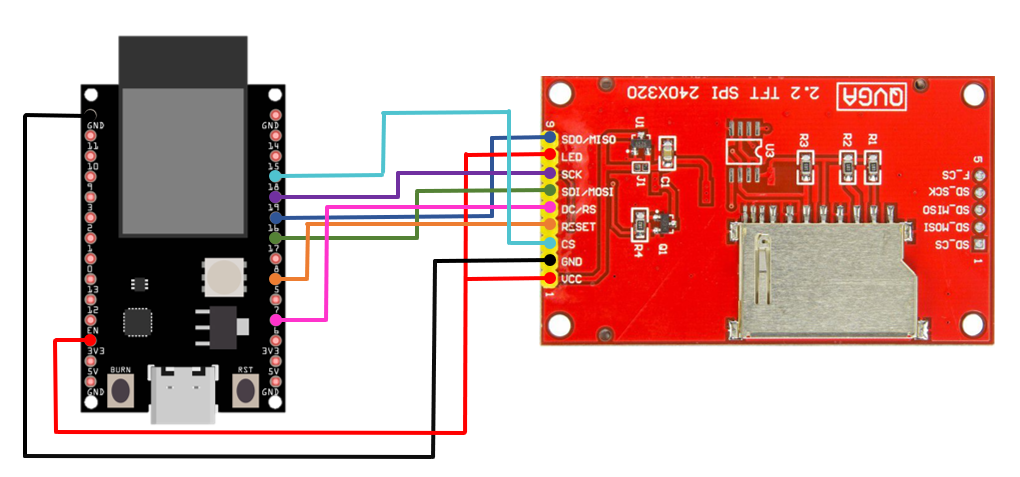 GND
11
10
9
3
2
1
0
13
12
EN
3V3
5V
GND
BURN
RST
GND
14
15
18
19
16
17
8
5
7
6
3V3
5V
GND
2.2 TFT SPI 240X320
QUGA
9
SDO/MISO
LED
SCK
SDI/MOSI
DC/RS
RESET
CS
GND
VCC
1
U1
J1
C1
R4
Q1
U3
R3
R2
R1
5
F_CS
SD_SCK
SD_MISO
SD_MOSI
SD_CS
1